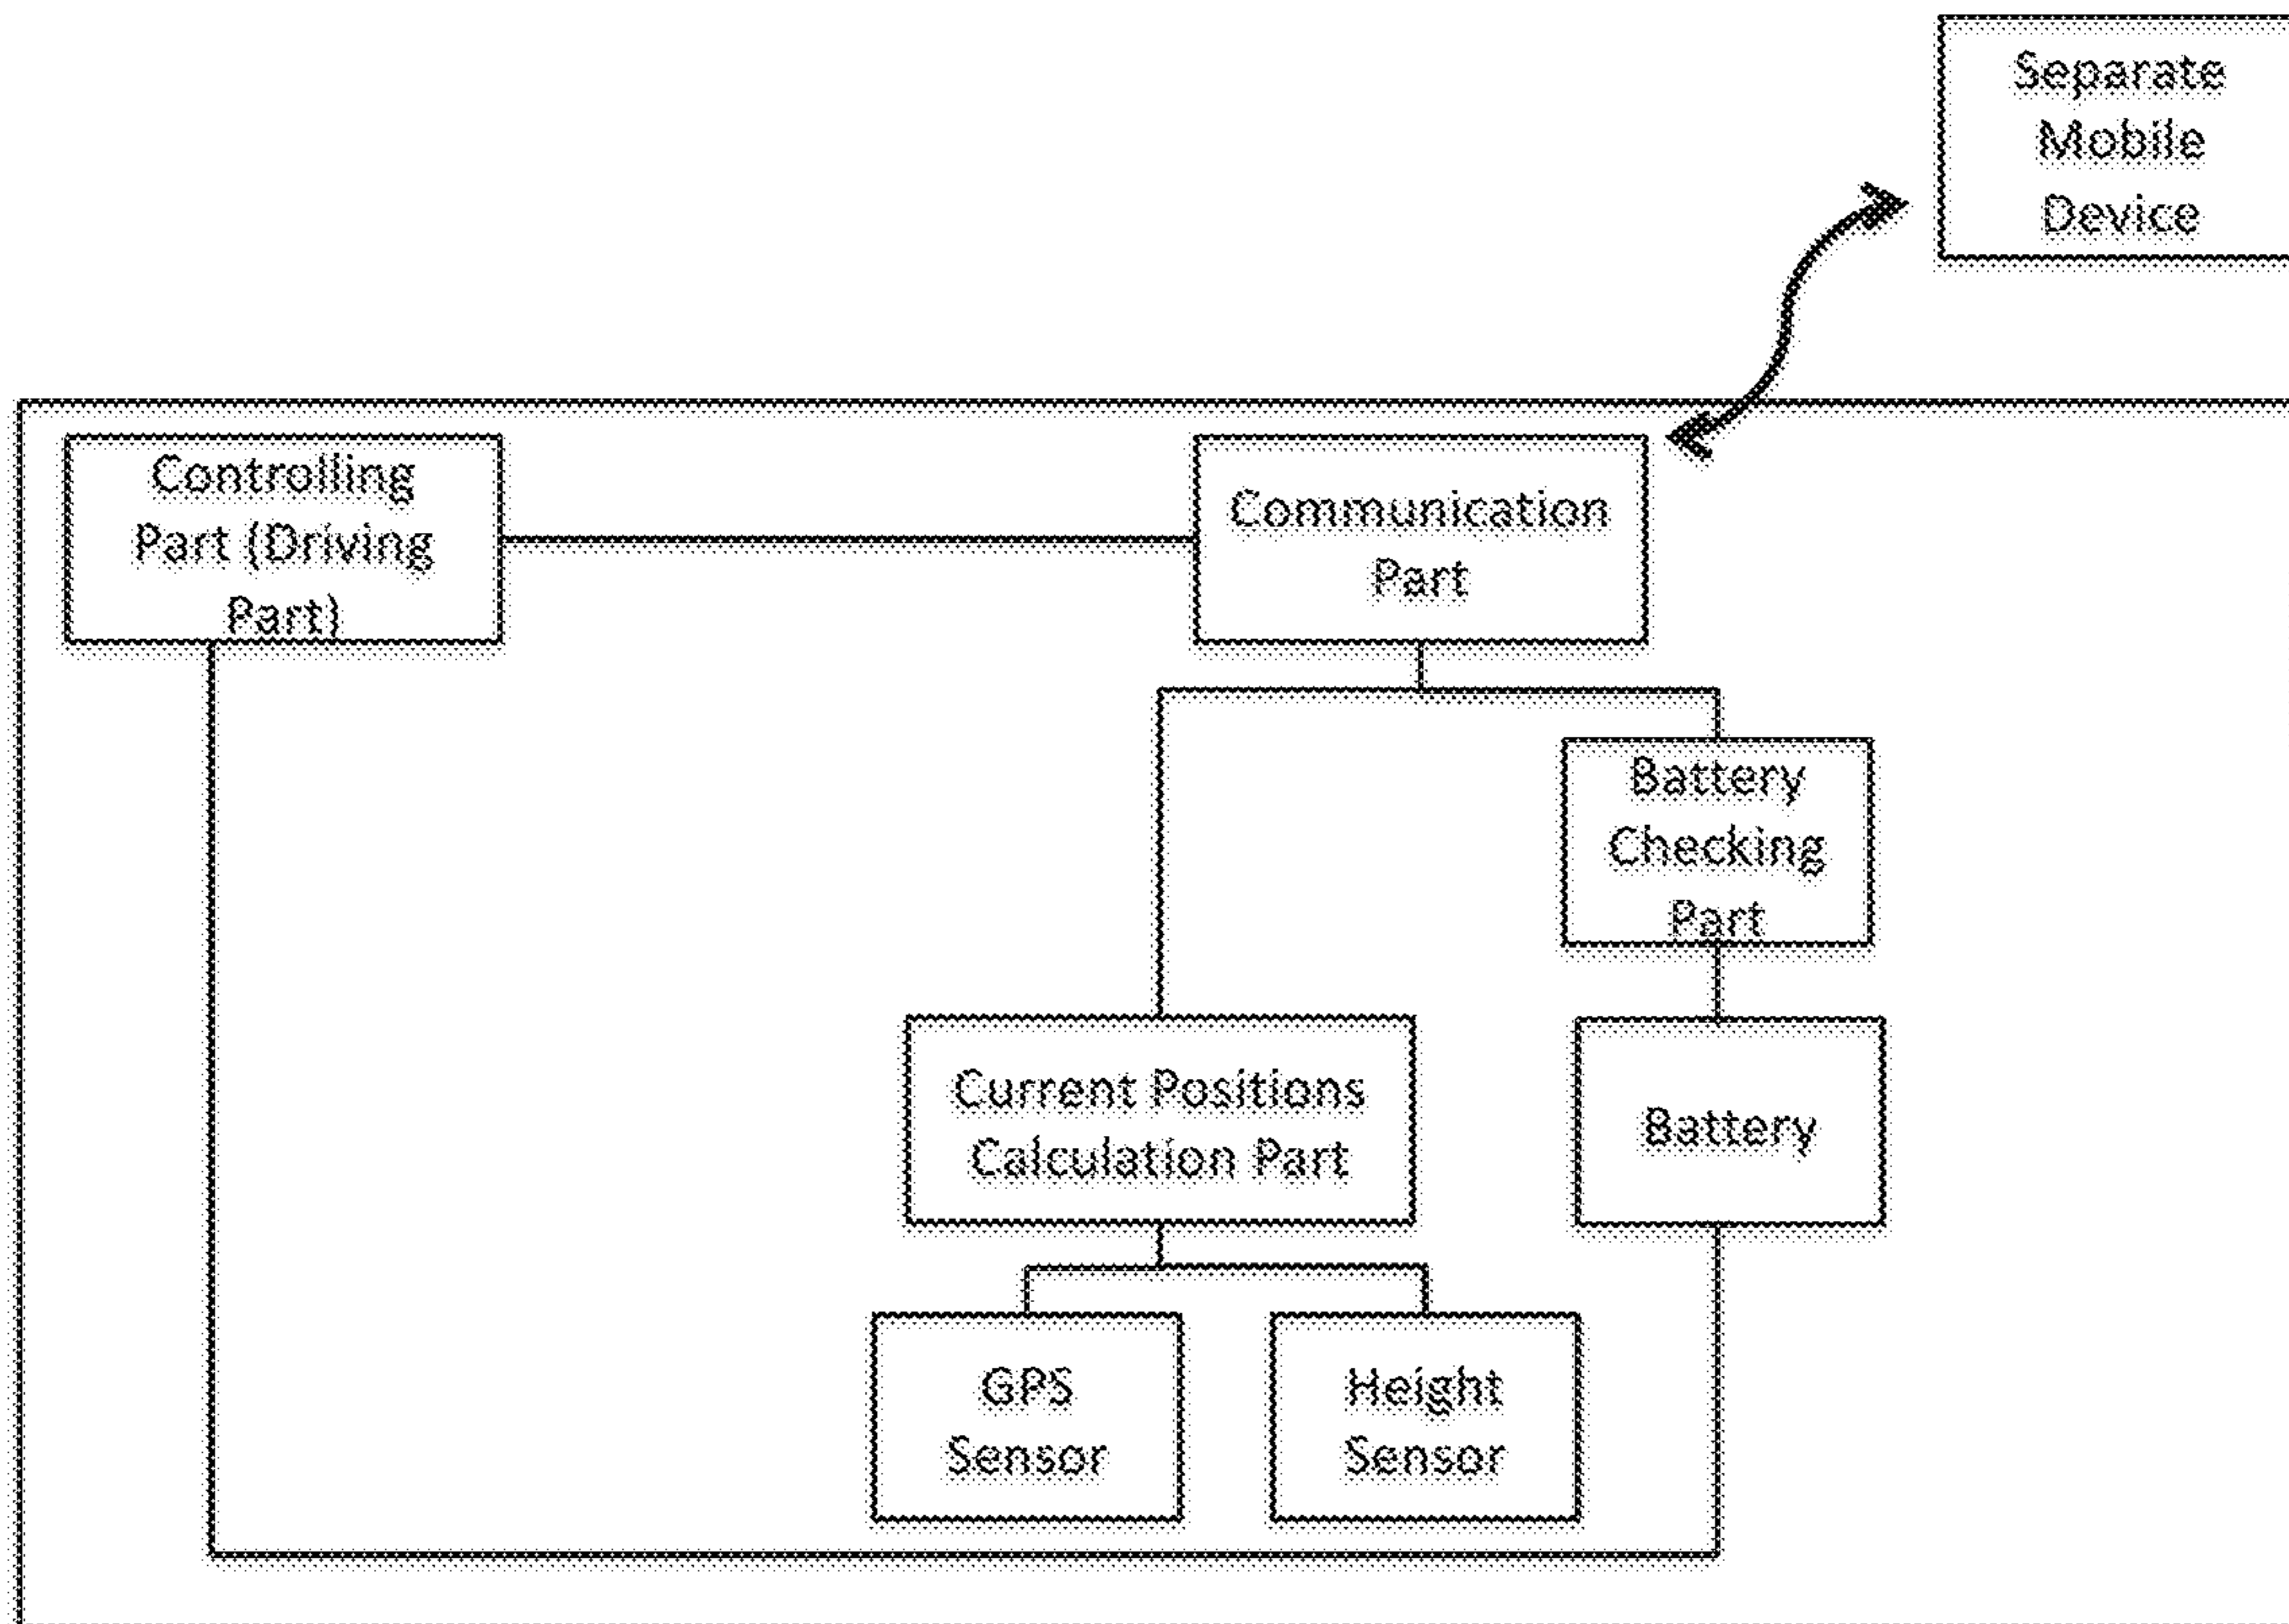 Separate
Mobile
Device
Controlling
Part (Driving
Part)
Communication
Part
Battery
Checking
Part
Current Positions
Calculation Part
Battery
GPS
Sensor
Height
Sensor